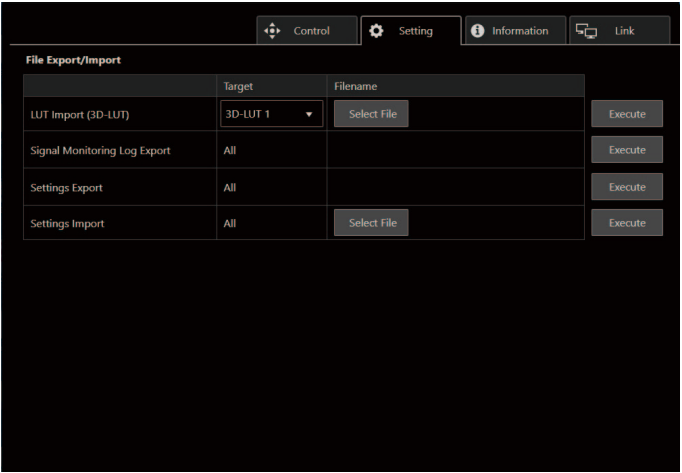 Control Setting Information Link
File Export/Import
Target Filename
LUT Import (3D-LUT) 3D-LUT 1 Select File Execute
Signal Monitoring Log Export All Execute
Settings Export All Execute
Settings Import All Select File Execute